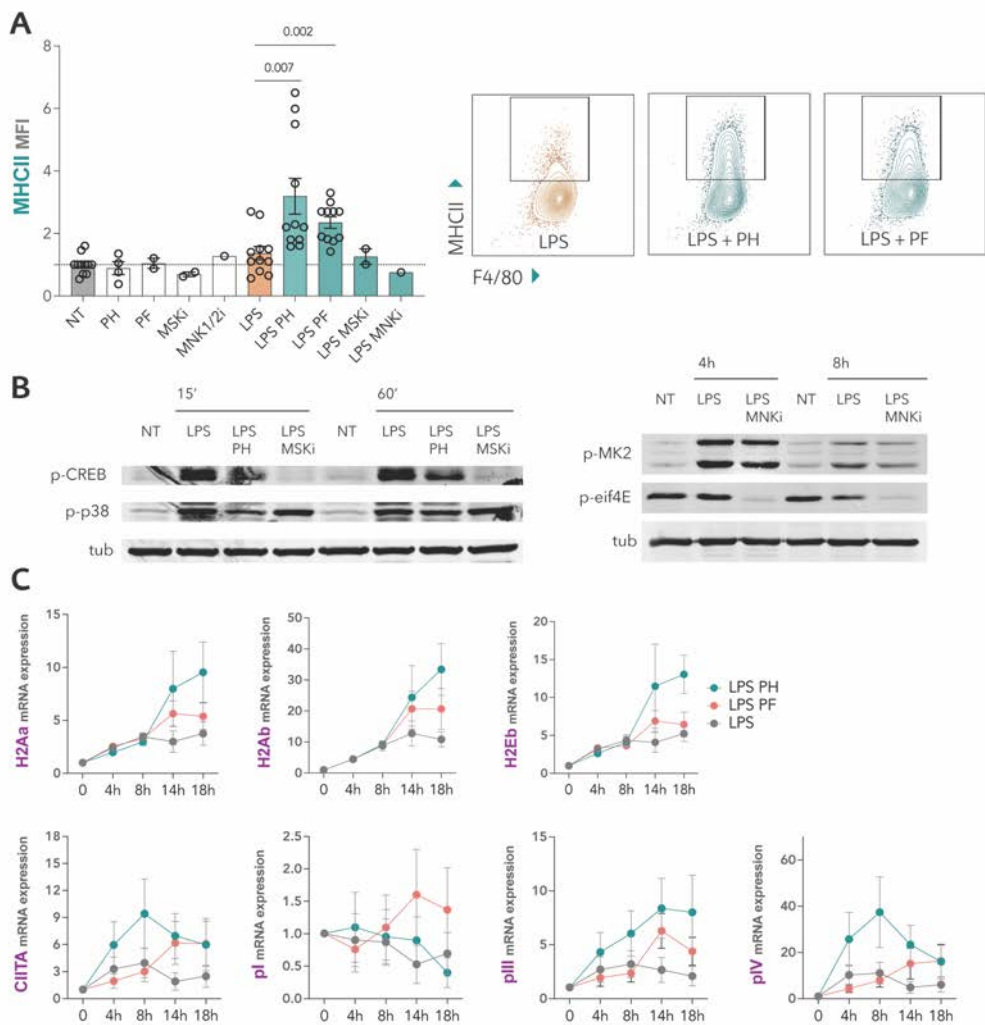 A
MHCII MFI
8
6
4
2
0
0.002
0.007
NT
PH
PF
MSKi
MNK1/2i
LPS
LPS PH
LPS PF
LPS MSKi
LPS MNKi
MHCII
F4/80
LPS
LPS + PH
LPS + PF
B
15' 60'
NT LPS LPS PH LPS MSKi NT LPS LPS PH LPS MSKi
p-CREB
p-p38
tub
4h 8h
NT LPS LPS MNKi NT LPS LPS MNKi
p-MK2
p-eif4E
tub
C
H2Aa mRNA expression
15
10
5
0
0 4h 8h 14h 18h
H2Ab mRNA expression
50
40
30
20
10
0
0 4h 8h 14h 18h
H2Eb mRNA expression
20
15
10
5
0
0 4h 8h 14h 18h
LPS PH
LPS PF
LPS
CIITA mRNA expression
18
15
12
9
6
3
0
0 4h 8h 14h 18h
pI mRNA expression
2.5
2.0
1.5
1.0
0.5
0.0
0 4h 8h 14h 18h
pIII mRNA expression
15
10
5
0
0 4h 8h 14h 18h
pIV mRNA expression
60
40
20
0
0 4h 8h 14h 18h